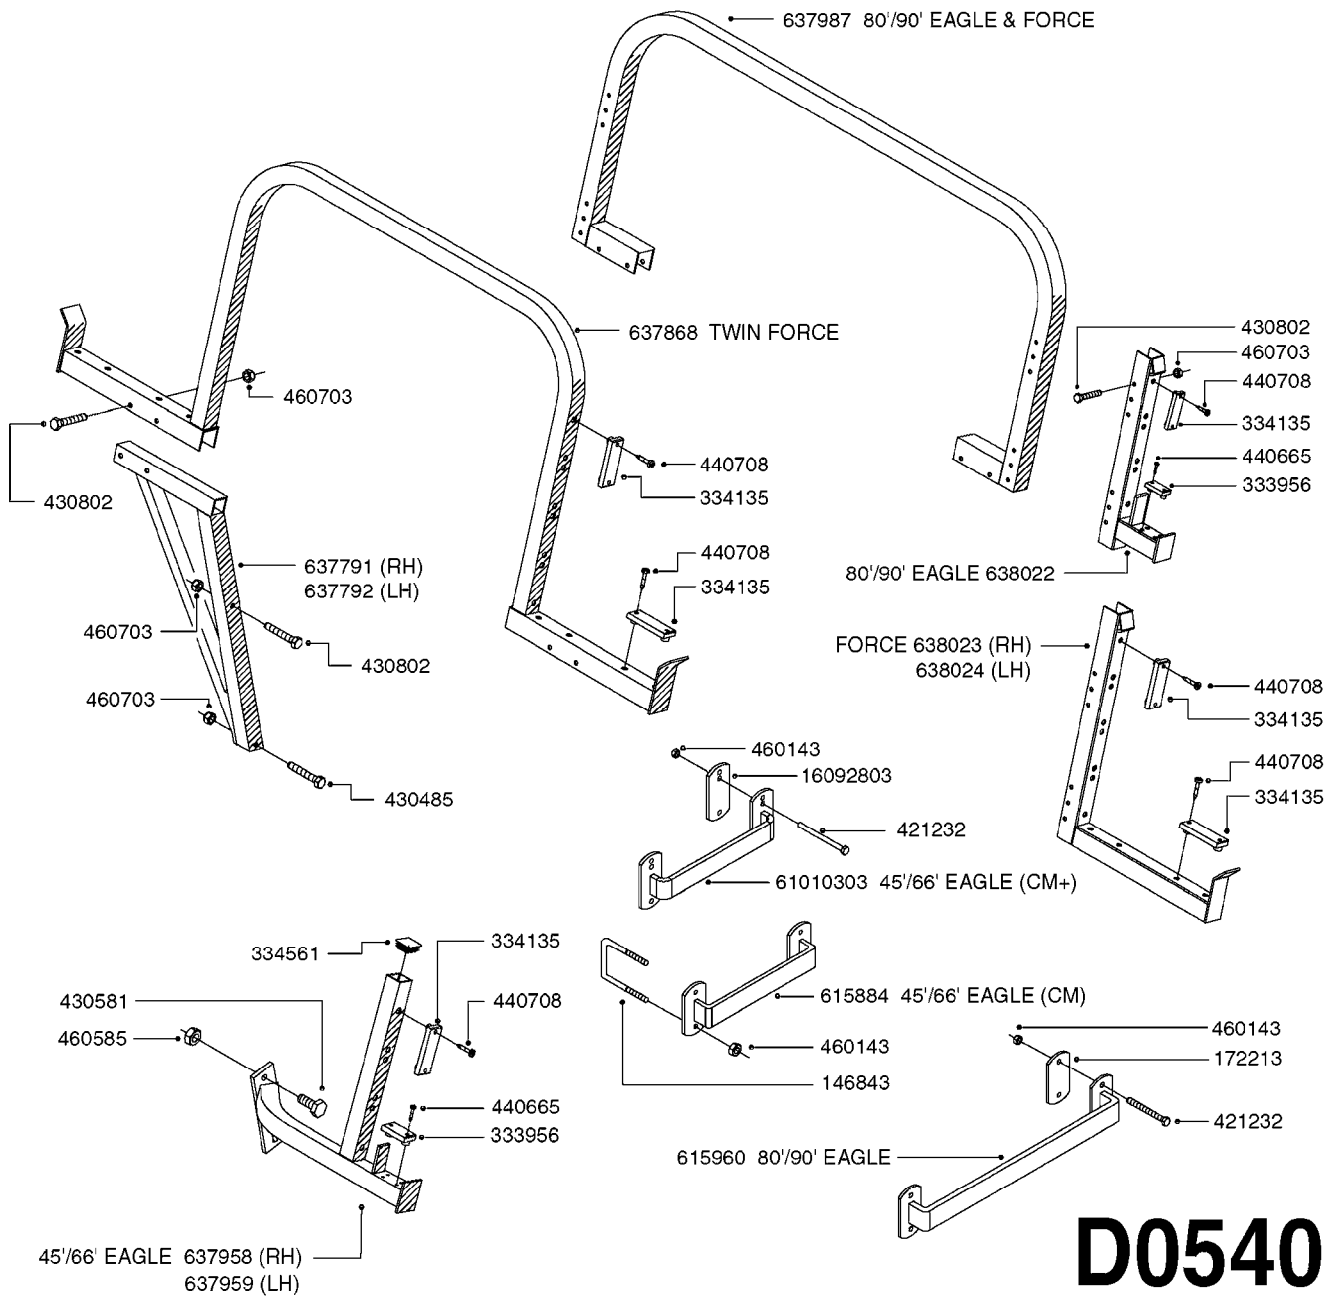 637987 80'/90' EAGLE & FORCE
637868 TWIN FORCE
430802
460703
440708
334135
440665
333956
80'/90' EAGLE 638022
460703
430802
440708
334135
440708
334135
637791 (RH)
637792 (LH)
460703
430802
460703
430485
FORCE 638023 (RH)
638024 (LH)
440708
334135
440708
334135
460143
16092803
421232
61010303 45'/66' EAGLE (CM+)
334561
334135
430581
440708
460585
440665
333956
45'/66' EAGLE 637958 (RH)
637959 (LH)
615884 45'/66' EAGLE (CM)
460143
146843
460143
172213
421232
615960 80'/90' EAGLE
D0540